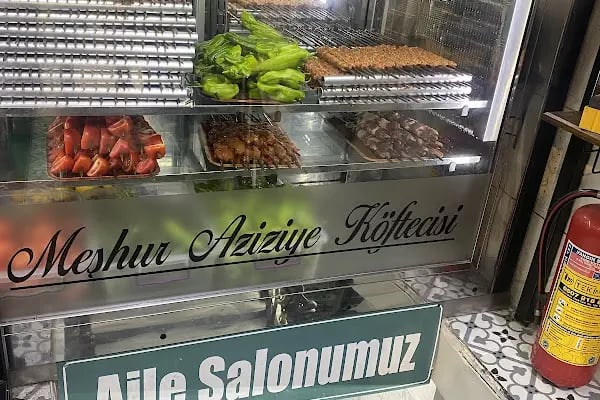 Meşhur Aziziye Köftecisi
Aile Salonumuz